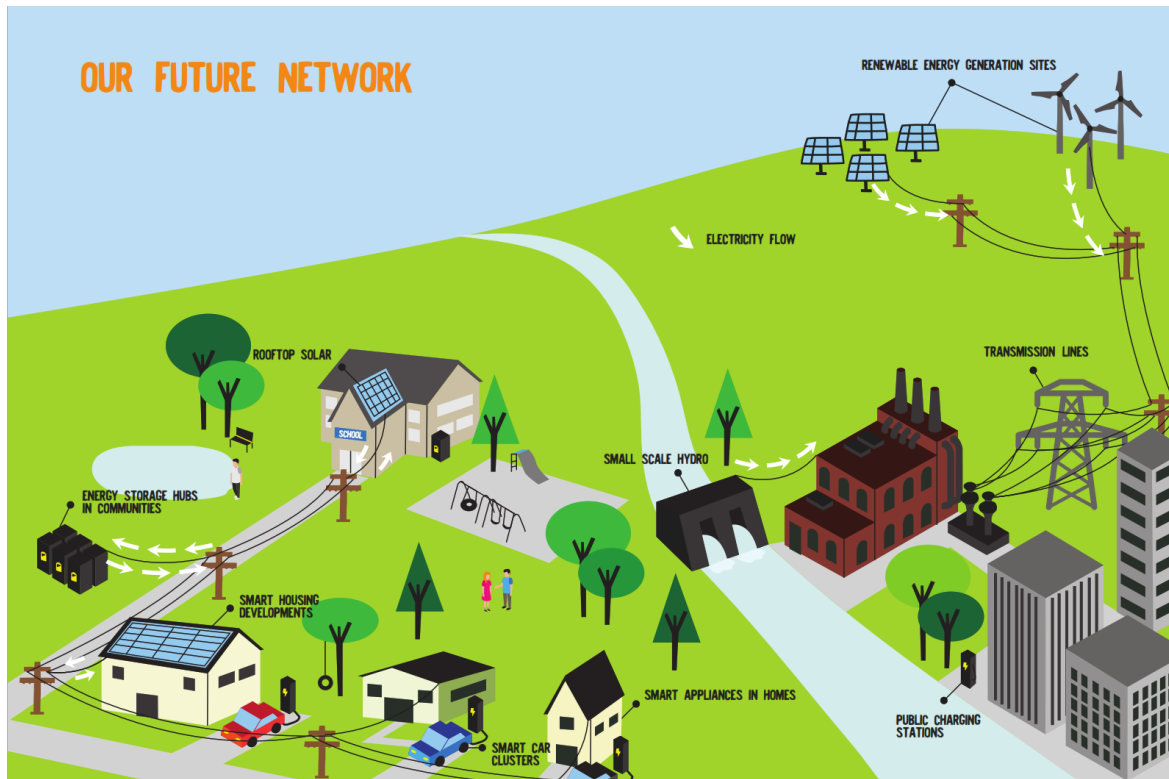 OUR FUTURE NETWORK
RENEWABLE ENERGY GENERATION SITES
ELECTRICITY FLOW
ROOFTOP SOLAR
TRANSMISSION LINES
SCHOOL
SMALL SCALE HYDRO
ENERGY STORAGE HUBS
IN COMMUNITIES
SMART HOUSING
DEVELOPMENTS
SMART APPLIANCES IN HOMES
PUBLIC CHARGING
STATIONS
SMART CAR
CLUSTERS